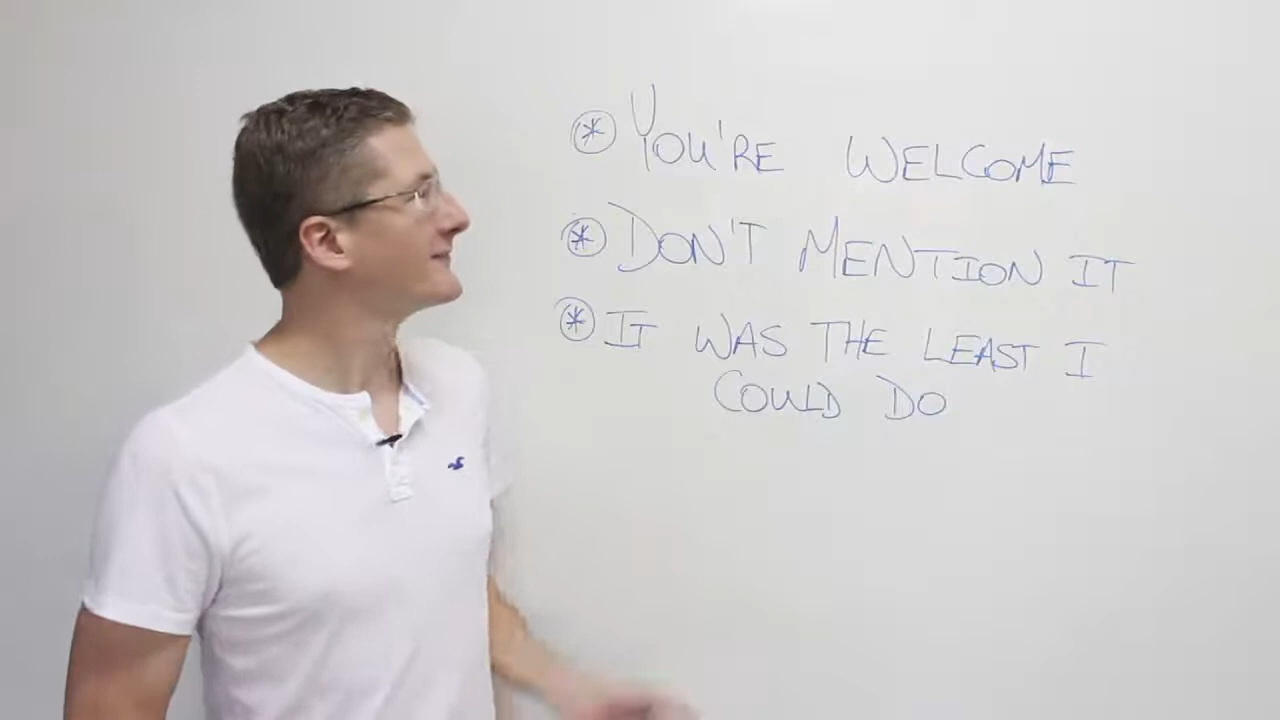 * YOU'RE WELCOME
* DON'T MENTION IT
* IT WAS THE LEAST I
COULD DO